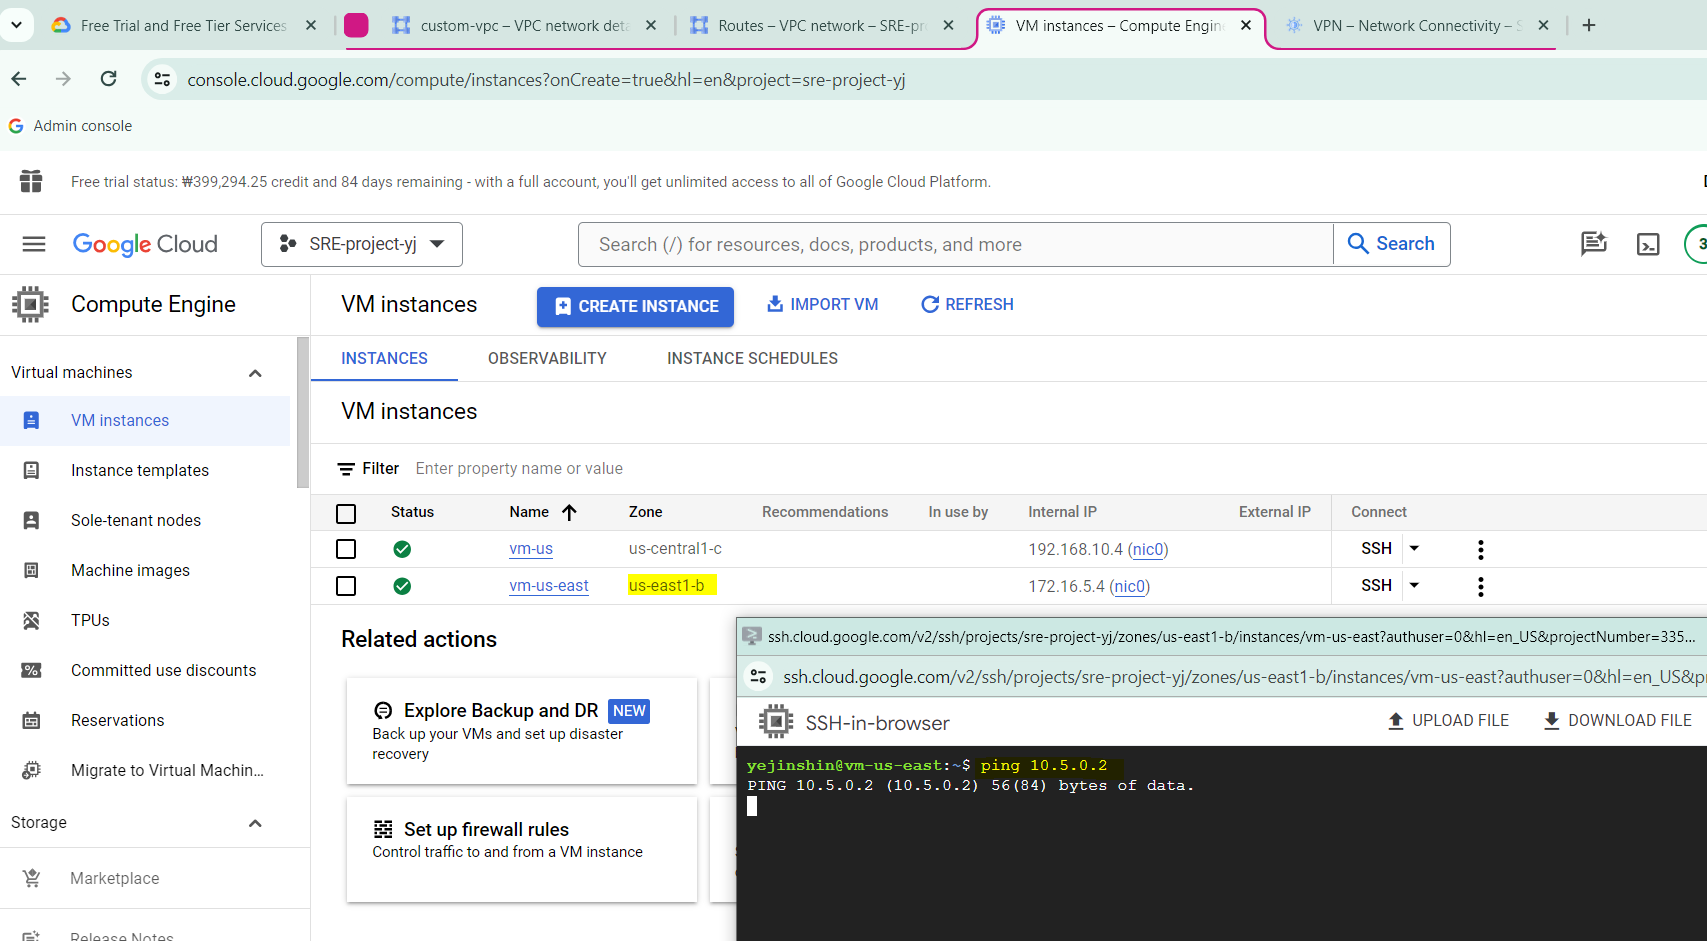 Free Trial and Free Tier Services
custom-vpc – VPC network deta
Routes – VPC network – SRE-pr
VM instances – Compute Engine
VPN – Network Connectivity – S
console.cloud.google.com/compute/instances?onCreate=true&hl=en&project=sre-project-yj
Admin console
Free trial status: ₩399,294.25 credit and 84 days remaining - with a full account, you'll get unlimited access to all of Google Cloud Platform.
Google Cloud
SRE-project-yj
Search (/) for resources, docs, products, and more
Search
3
Compute Engine
VM instances
CREATE INSTANCE
IMPORT VM
REFRESH
Virtual machines
VM instances
Instance templates
Sole-tenant nodes
Machine images
TPUs
Committed use discounts
Reservations
Migrate to Virtual Machin...
Storage
Marketplace
Release Notes
INSTANCES OBSERVABILITY INSTANCE SCHEDULES
VM instances
Filter Enter property name or value
Status Name Zone Recommendations In use by Internal IP External IP Connect
vm-us us-central1-c 192.168.10.4 (nic0) SSH
vm-us-east us-east1-b 172.16.5.4 (nic0) SSH
Related actions
Explore Backup and DR NEW
Back up your VMs and set up disaster
recovery
Set up firewall rules
Control traffic to and from a VM instance
ssh.cloud.google.com/v2/ssh/projects/sre-project-yj/zones/us-east1-b/instances/vm-us-east?authuser=0&hl=en_US&projectNumber=335...
ssh.cloud.google.com/v2/ssh/projects/sre-project-yj/zones/us-east1-b/instances/vm-us-east?authuser=0&hl=en_US&p
SSH-in-browser
UPLOAD FILE
DOWNLOAD FILE
yejinshin@vm-us-east:~$ ping 10.5.0.2
PING 10.5.0.2 (10.5.0.2) 56(84) bytes of data.